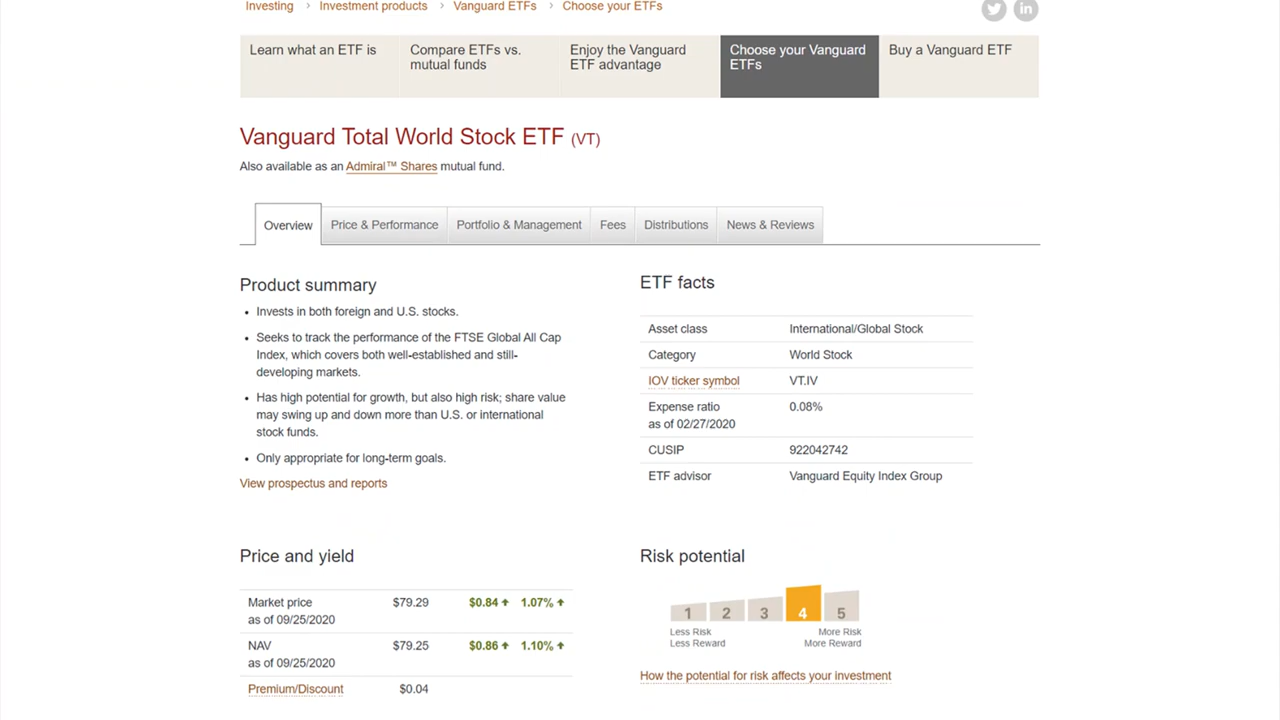 Investing › Investment products › Vanguard ETFs › Choose your ETFs
Learn what an ETF is
Compare ETFs vs.
mutual funds
Enjoy the Vanguard
ETF advantage
Choose your Vanguard
ETFs
Buy a Vanguard ETF
Vanguard Total World Stock ETF (VT)
Also available as an Admiral™ Shares mutual fund.
Overview Price & Performance Portfolio & Management Fees Distributions News & Reviews
Product summary
• Invests in both foreign and U.S. stocks.
• Seeks to track the performance of the FTSE Global All Cap
Index, which covers both well-established and still-
developing markets.
• Has high potential for growth, but also high risk; share value
may swing up and down more than U.S. or international
stock funds.
• Only appropriate for long-term goals.
View prospectus and reports
ETF facts
Asset class International/Global Stock
Category World Stock
IOV ticker symbol VT.IV
Expense ratio 0.08%
as of 02/27/2020
CUSIP 922042742
ETF advisor Vanguard Equity Index Group
Price and yield
Market price $79.29 $0.84 ↑ 1.07% ↑
as of 09/25/2020
NAV $79.25 $0.86 ↑ 1.10% ↑
as of 09/25/2020
Premium/Discount $0.04
Risk potential
1 2 3 4 5
Less Risk More Risk
Less Reward More Reward
How the potential for risk affects your investment